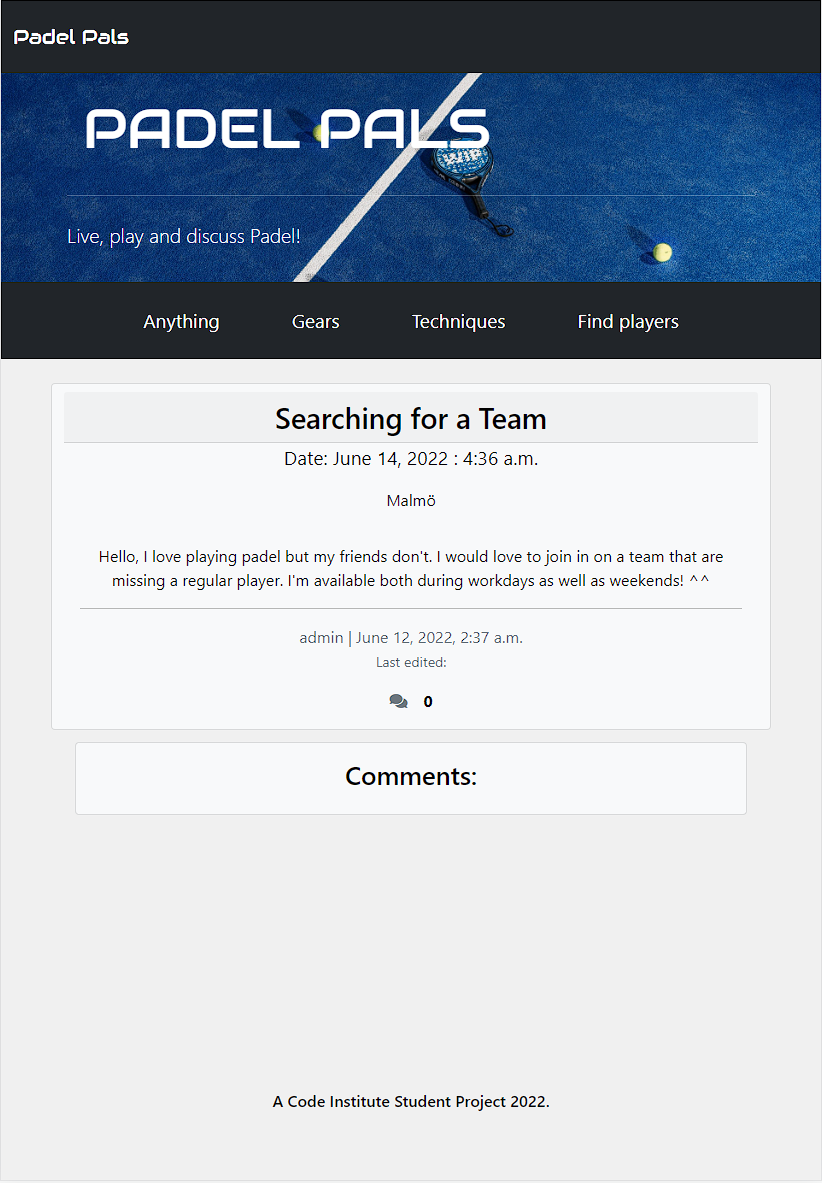 Padel Pals
PADEL PALS
Live, play and discuss Padel!
Anything Gears Techniques Find players
Searching for a Team
Date: June 14, 2022 : 4:36 a.m.
Malmö
Hello, I love playing padel but my friends don't. I would love to join in on a team that are
missing a regular player. I'm available both during workdays as well as weekends! ^^
admin | June 12, 2022, 2:37 a.m.
Last edited:
0
Comments:
A Code Institute Student Project 2022.